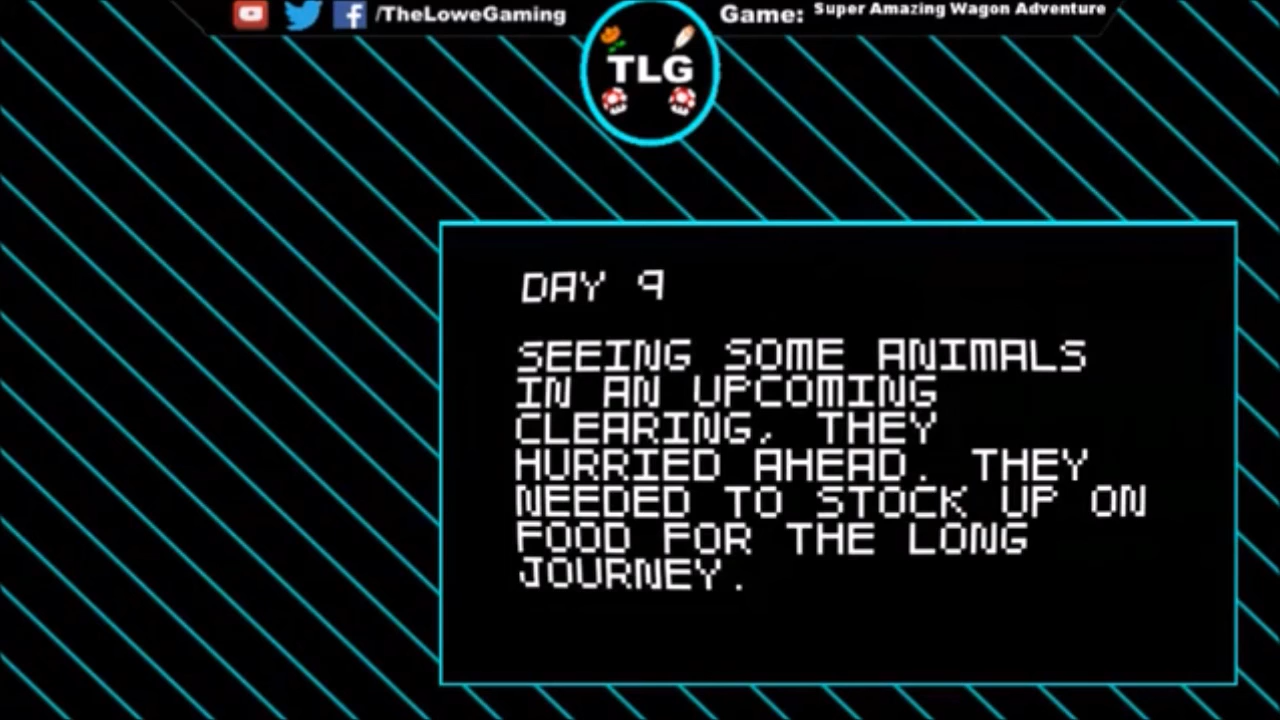 /TheLoweGaming
Game: Super Amazing Wagon Adventure
TLG
DAY 9
SEEING SOME ANIMALS
IN AN UPCOMING
CLEARING, THEY
HURRIED AHEAD. THEY
NEEDED TO STOCK UP ON
FOOD FOR THE LONG
JOURNEY.